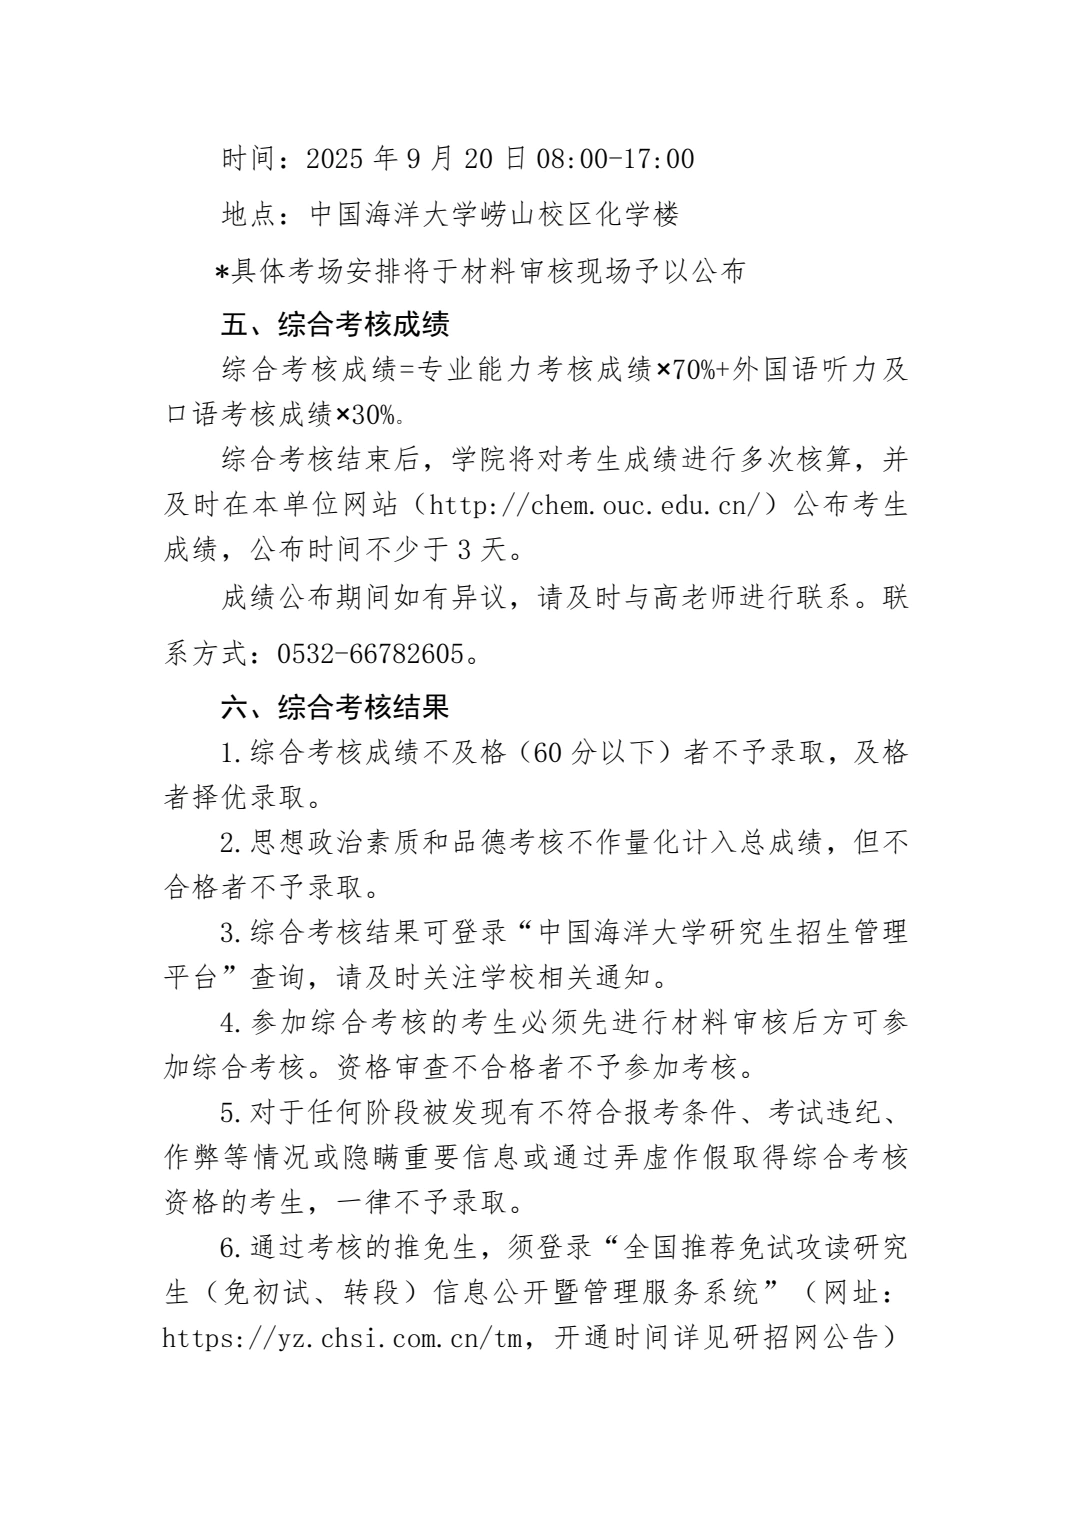 时间：2025 年 9 月 20 日 08:00-17:00
地点：中国海洋大学崂山校区化学楼
*具体考场安排将于材料审核现场予以公布
五、综合考核成绩
综合考核成绩=专业能力考核成绩×70%+外国语听力及
口语考核成绩×30%。
综合考核结束后，学院将对考生成绩进行多次核算，并
及时在本单位网站（http://chem.ouc.edu.cn/）公布考生
成绩，公布时间不少于 3 天。
成绩公布期间如有异议，请及时与高老师进行联系。联
系方式：0532-66782605。
六、综合考核结果
1.综合考核成绩不及格（60 分以下）者不予录取，及格
者择优录取。
2.思想政治素质和品德考核不作量化计入总成绩，但不
合格者不予录取。
3.综合考核结果可登录“中国海洋大学研究生招生管理
平台”查询，请及时关注学校相关通知。
4.参加综合考核的考生必须先进行材料审核后方可参
加综合考核。资格审查不合格者不予参加考核。
5.对于任何阶段被发现有不符合报考条件、考试违纪、
作弊等情况或隐瞒重要信息或通过弄虚作假取得综合考核
资格的考生，一律不予录取。
6.通过考核的推免生，须登录“全国推荐免试攻读研究
生（免初试、转段）信息公开暨管理服务系统”（网址：
https://yz.chsi.com.cn/tm，开通时间详见研招网公告）